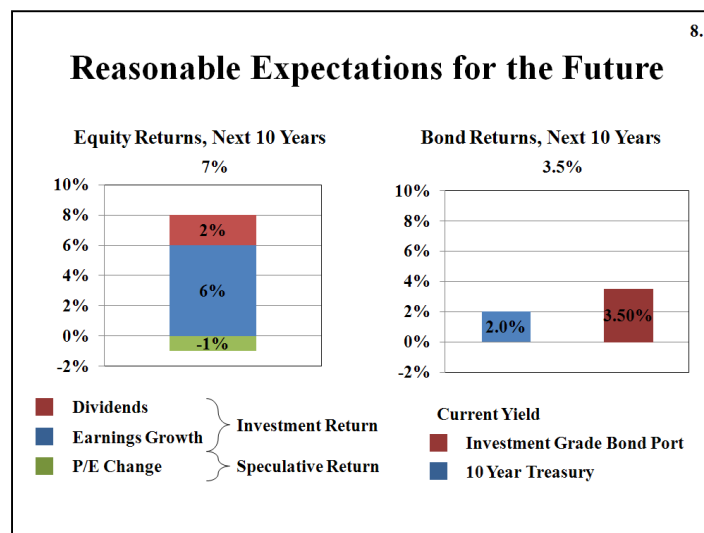 8.
Reasonable Expectations for the Future
Equity Returns, Next 10 Years
7%
10%
8%
6%
4%
2%
0%
-2%
2%
6%
-1%
Dividends
Earnings Growth
P/E Change
Investment Return
Speculative Return
Bond Returns, Next 10 Years
3.5%
10%
8%
6%
4%
2%
0%
-2%
2.0%
3.50%
Current Yield
Investment Grade Bond Port
10 Year Treasury